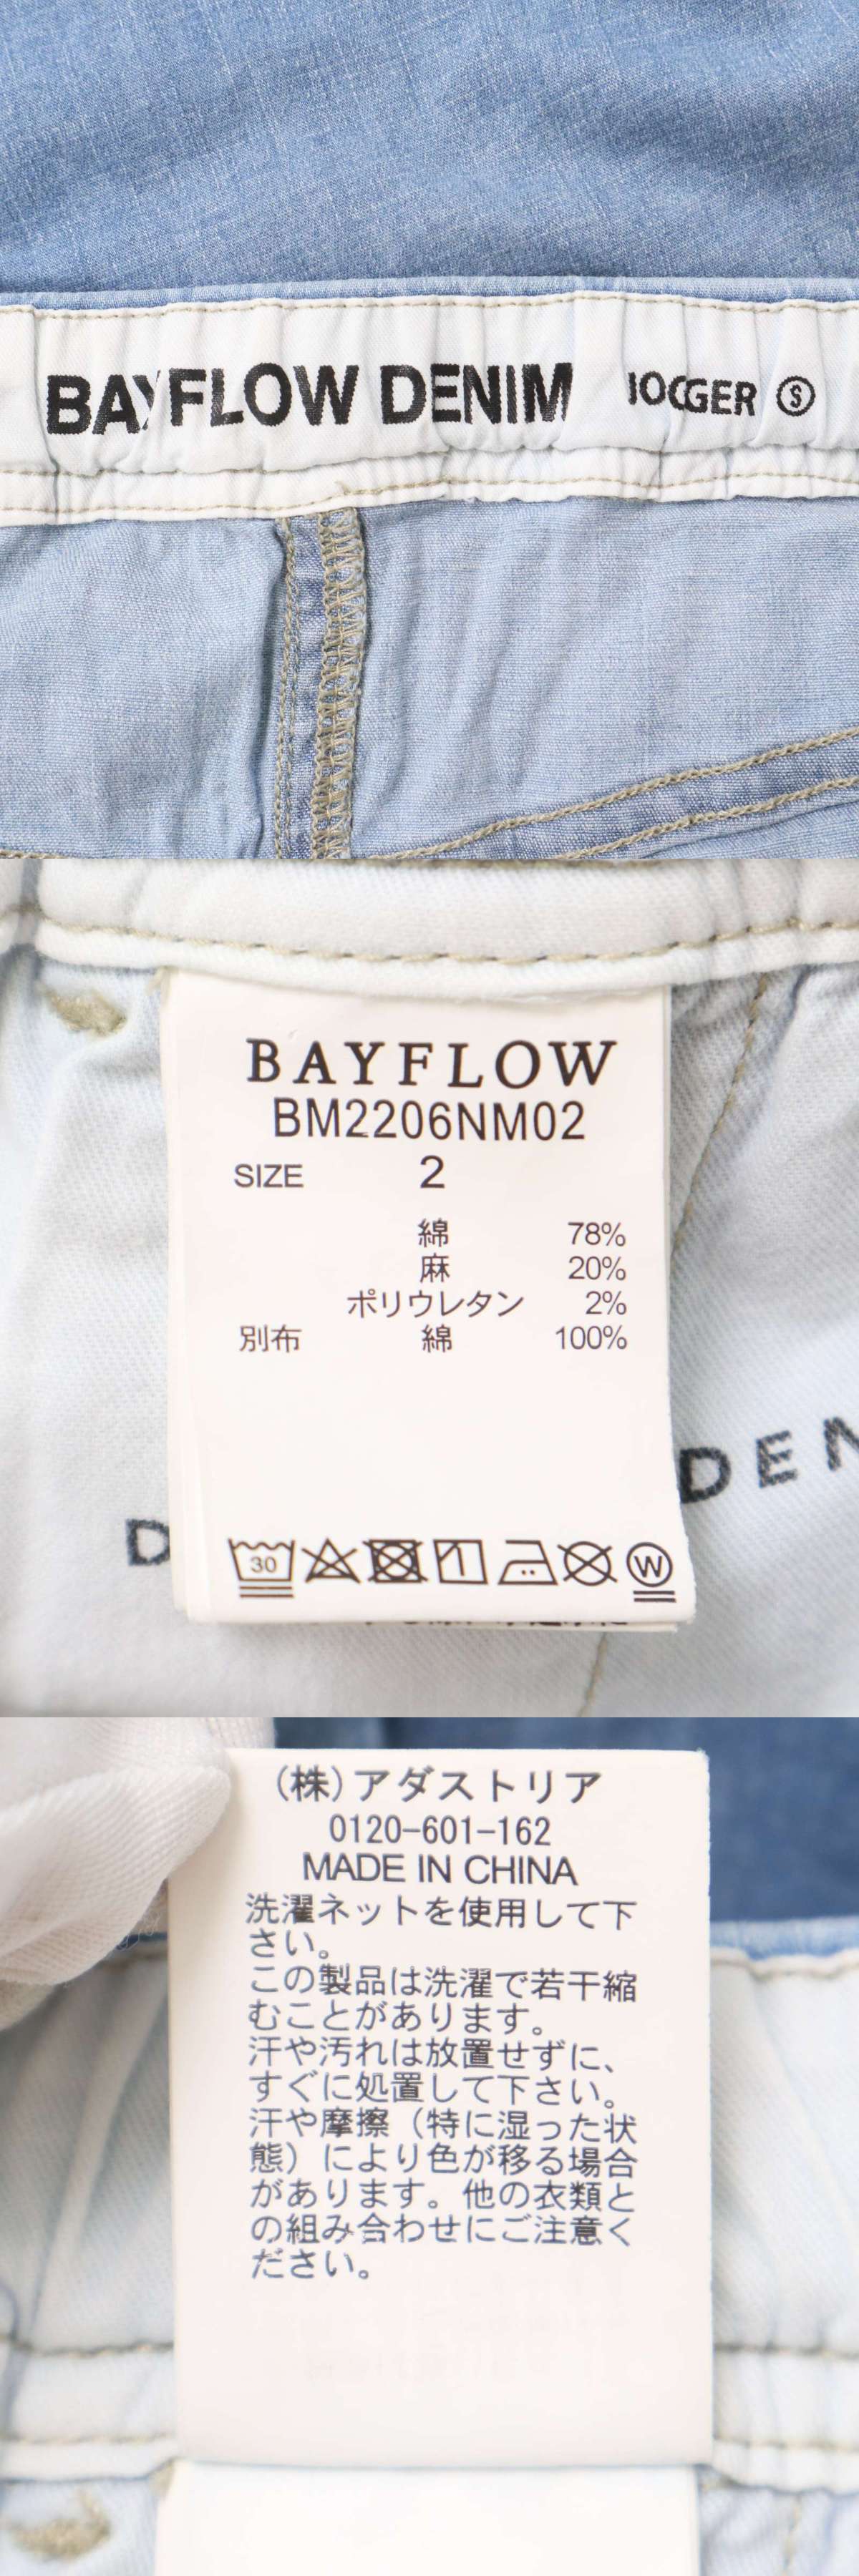 BAYFLOW DENIM JOGGER S
BAYFLOW
BM2206NM02
SIZE 2
綿 78%
麻 20%
ポリウレタン 2%
別布 綿 100%
DEN
D
30
W
(株)アダストリア
0120-601-162
MADE IN CHINA
洗濯ネットを使用して下
さい。
この製品は洗濯で若干縮
むことがあります。
汗や汚れは放置せずに、
すぐに処置して下さい。
汗や摩擦（特に湿った状
態）により色が移る場合
があります。他の衣類と
の組み合わせにご注意く
ださい。